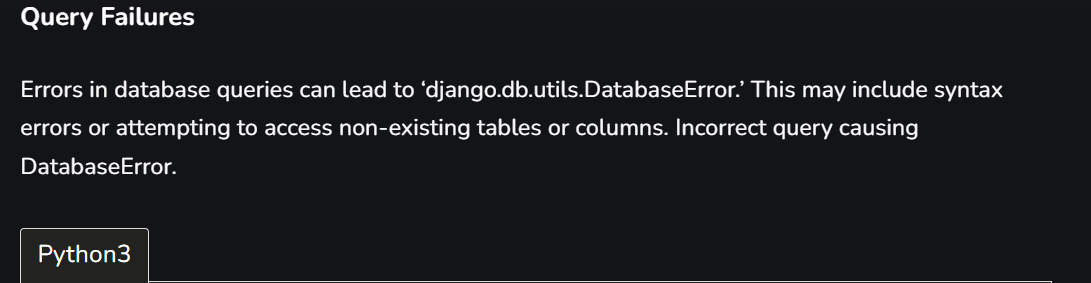 Query Failures
Errors in database queries can lead to ‘django.db.utils.DatabaseError.’ This may include syntax
errors or attempting to access non-existing tables or columns. Incorrect query causing
DatabaseError.
Python3